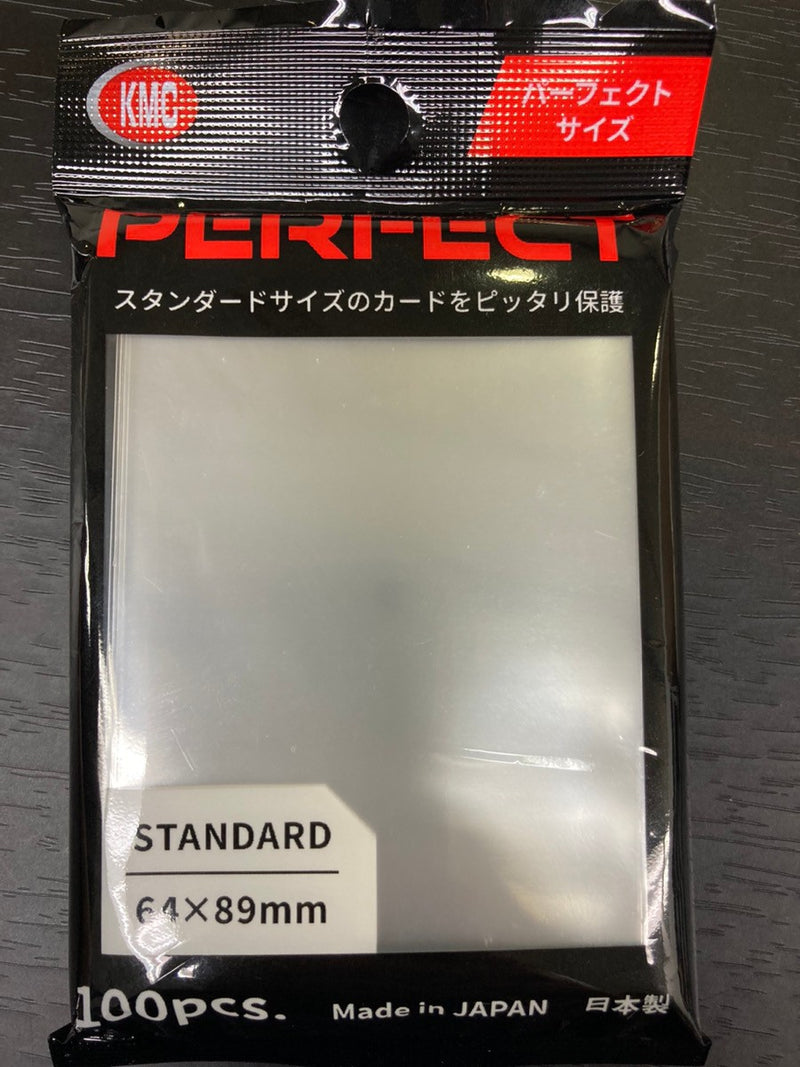 KMC
パーフェクト
サイズ
PERFECT
スタンダードサイズのカードをピッタリ保護
STANDARD
64×89mm
100pcs.
Made in JAPAN 日本製